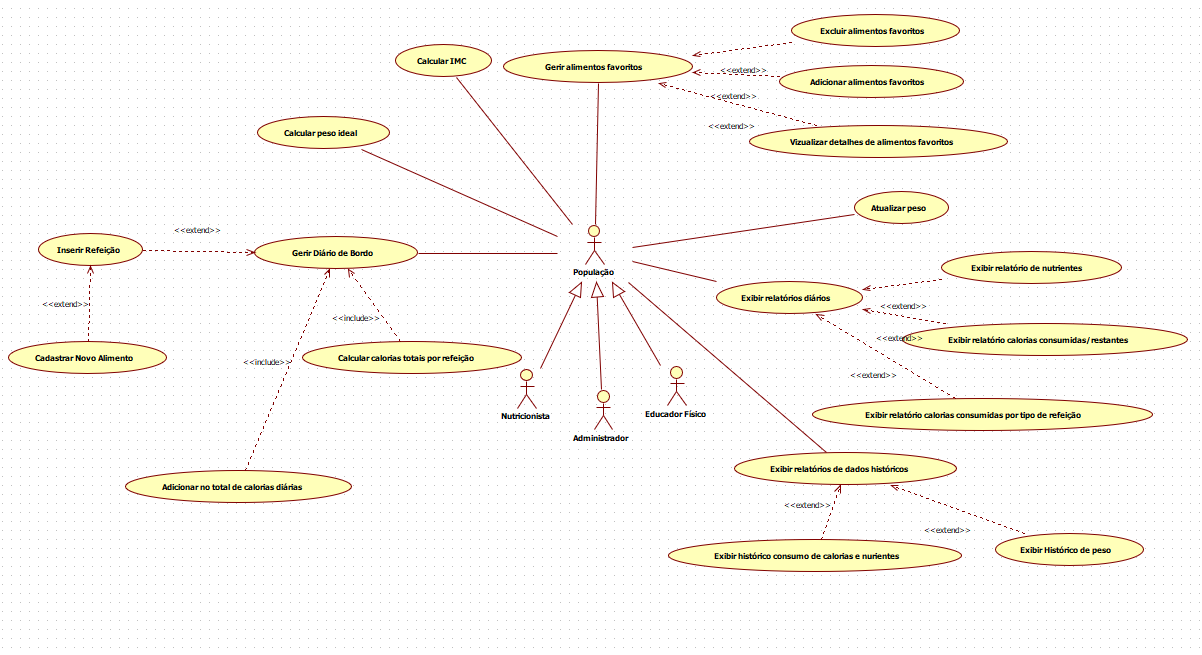 Excluir alimentos favoritos
Calcular IMC
Gerir alimentos favoritos
<<extend>>
Adicionar alimentos favoritos
<<extend>>
<<extend>>
Calcular peso ideal
Vizualizar detalhes de alimentos favoritos
Atualizar peso
<<extend>>
Inserir Refeição
Gerir Diário de Bordo
População
Exibir relatório de nutrientes
<<extend>>
Exibir relatórios diários
<<extend>>
<<include>>
<<extend>>
Exibir relatório calorias consumidas/restantes
Cadastrar Novo Alimento
<<include>>
Calcular calorias totais por refeição
<<extend>>
Nutricionista
Educador Físico
Exibir relatório calorias consumidas por tipo de refeição
Administrador
Exibir relatórios de dados históricos
Adicionar no total de calorias diárias
<<extend>>
<<extend>>
Exibir histórico consumo de calorias e nurientes
Exibir Histórico de peso